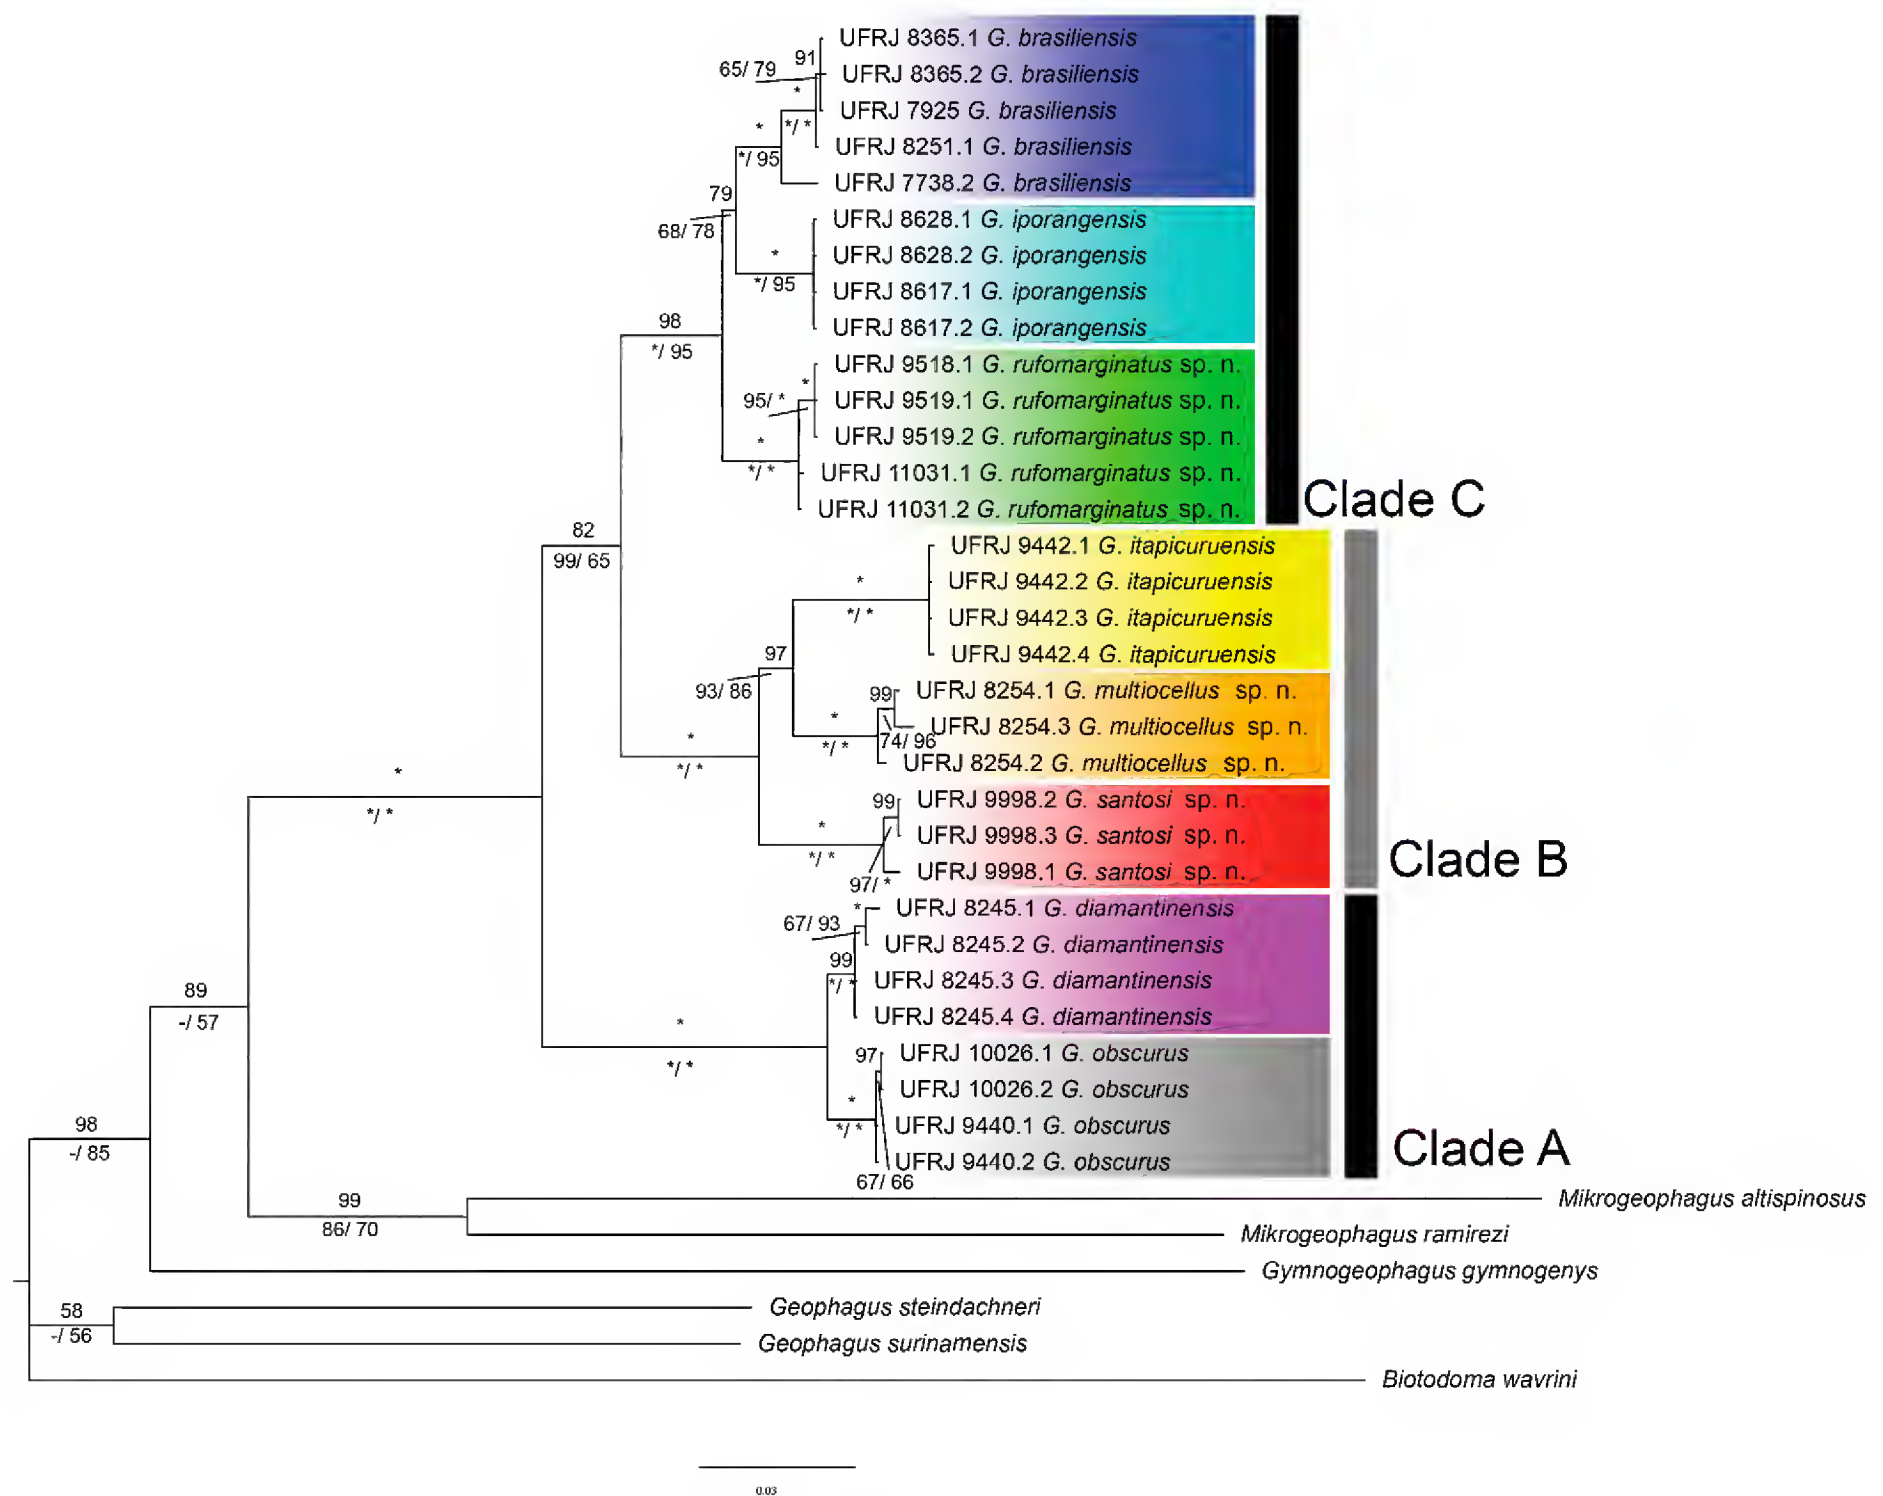 UFRJ 8365.1 G. brasiliensis
91
65/ 79
UFRJ 8365.2 G. brasiliensis
*
UFRJ 7925 G. brasiliensis
*
*/ *
UFRJ 8251.1 G. brasiliensis
*/ 95
UFRJ 7738.2 G. brasiliensis
79
UFRJ 8628.1 G. iporangensis
68/ 78
UFRJ 8628.2 G. iporangensis
*
*/ 95
UFRJ 8617.1 G. iporangensis
98
UFRJ 8617.2 G. iporangensis
*/ 95
UFRJ 9518.1 G. rufomarginatus sp. n.
*
95/ *
UFRJ 9519.1 G. rufomarginatus sp. n.
UFRJ 9519.2 G. rufomarginatus sp. n.
*
*/ *
UFRJ 11031.1 G. rufomarginatus sp. n.
Clade C
UFRJ 11031.2 G. rufomarginatus sp. n.
82
99/ 65
UFRJ 9442.1 G. itapicuruensis
*
UFRJ 9442.2 G. itapicuruensis
*/ *
UFRJ 9442.3 G. itapicuruensis
97
UFRJ 9442.4 G. itapicuruensis
93/ 86
99
UFRJ 8254.1 G. multiocellus sp. n.
*
UFRJ 8254.3 G. multiocellus sp. n.
*
*/ *
74/ 96
UFRJ 8254.2 G. multiocellus sp. n.
*/ *
*
99
UFRJ 9998.2 G. santosi sp. n.
*/ *
*
UFRJ 9998.3 G. santosi sp. n.
*/ *
Clade B
UFRJ 9998.1 G. santosi sp. n.
97/ *
*
UFRJ 8245.1 G. diamantinensis
67/ 93
UFRJ 8245.2 G. diamantinensis
99
UFRJ 8245.3 G. diamantinensis
*/ *
89
UFRJ 8245.4 G. diamantinensis
-/ 57
*
97
UFRJ 10026.1 G. obscurus
*/ *
UFRJ 10026.2 G. obscurus
*
98
UFRJ 9440.1 G. obscurus
*/ *
Clade A
-/ 85
UFRJ 9440.2 G. obscurus
67/ 66
99
Mikrogeophagus altispinosus
86/ 70
Mikrogeophagus ramirezi
Gymnogeophagus gymnogenys
58
Geophagus steindachneri
-/ 56
Geophagus surinamensis
Biotodoma wavrini
0.03